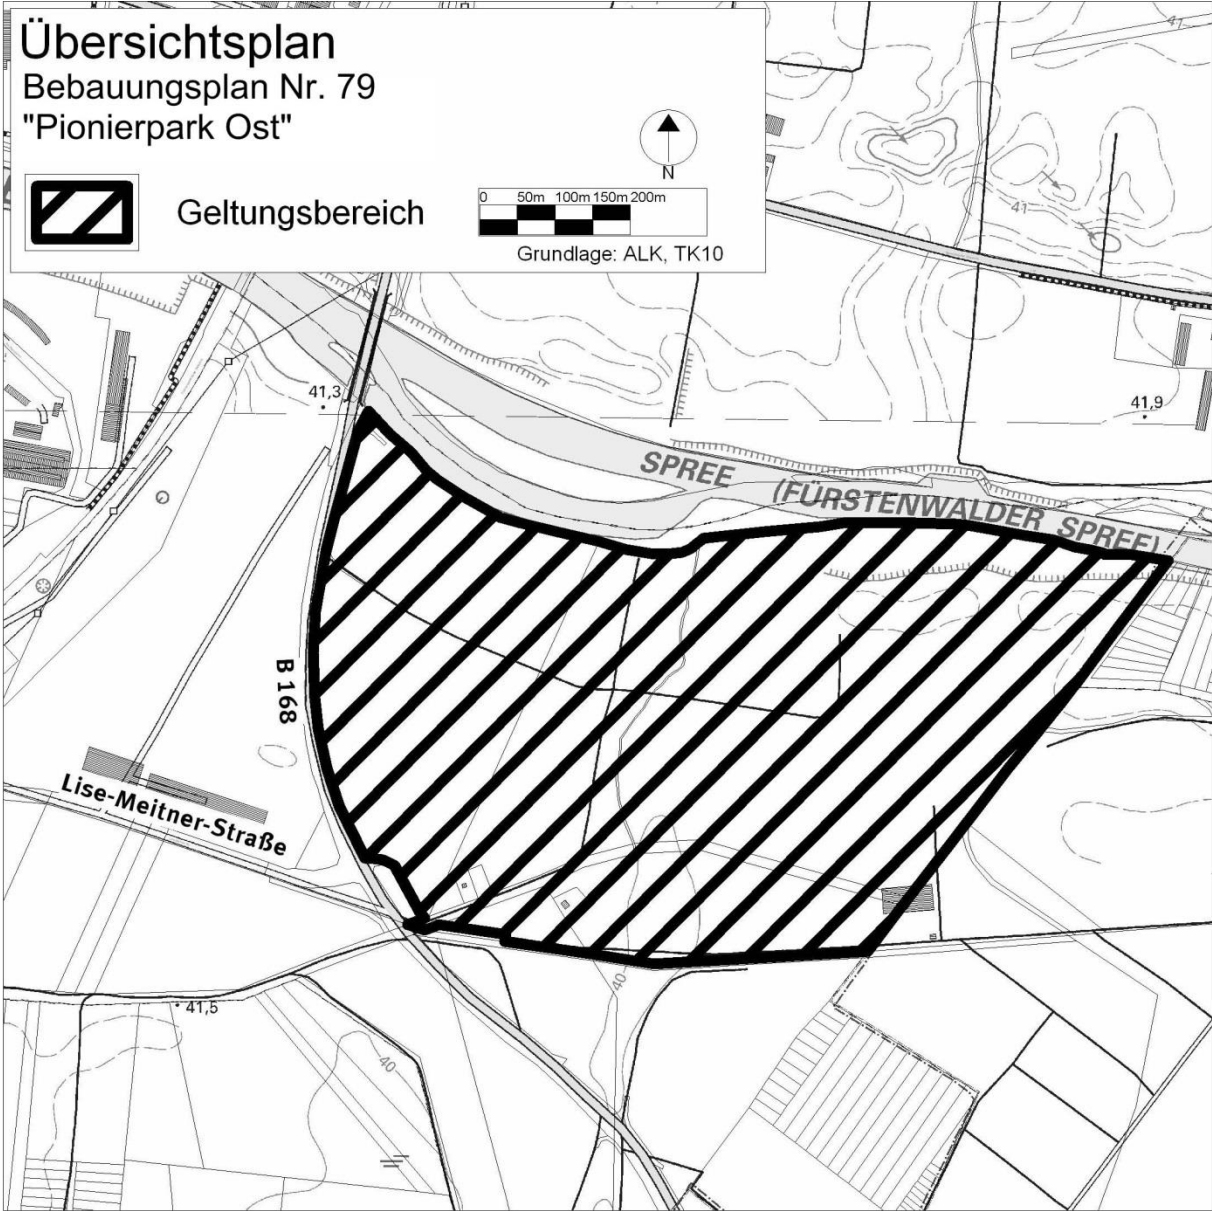 Übersichtsplan
Bebauungsplan Nr. 79
"Pionierpark Ost"
N
Geltungsbereich
0 50m 100m 150m 200m
Grundlage: ALK, TK10
41
41
41,3
41,9
SPREE (FÜRSTENWALDER SPREE)
B 168
Lise-Meitner-Straße
40
41,5
40